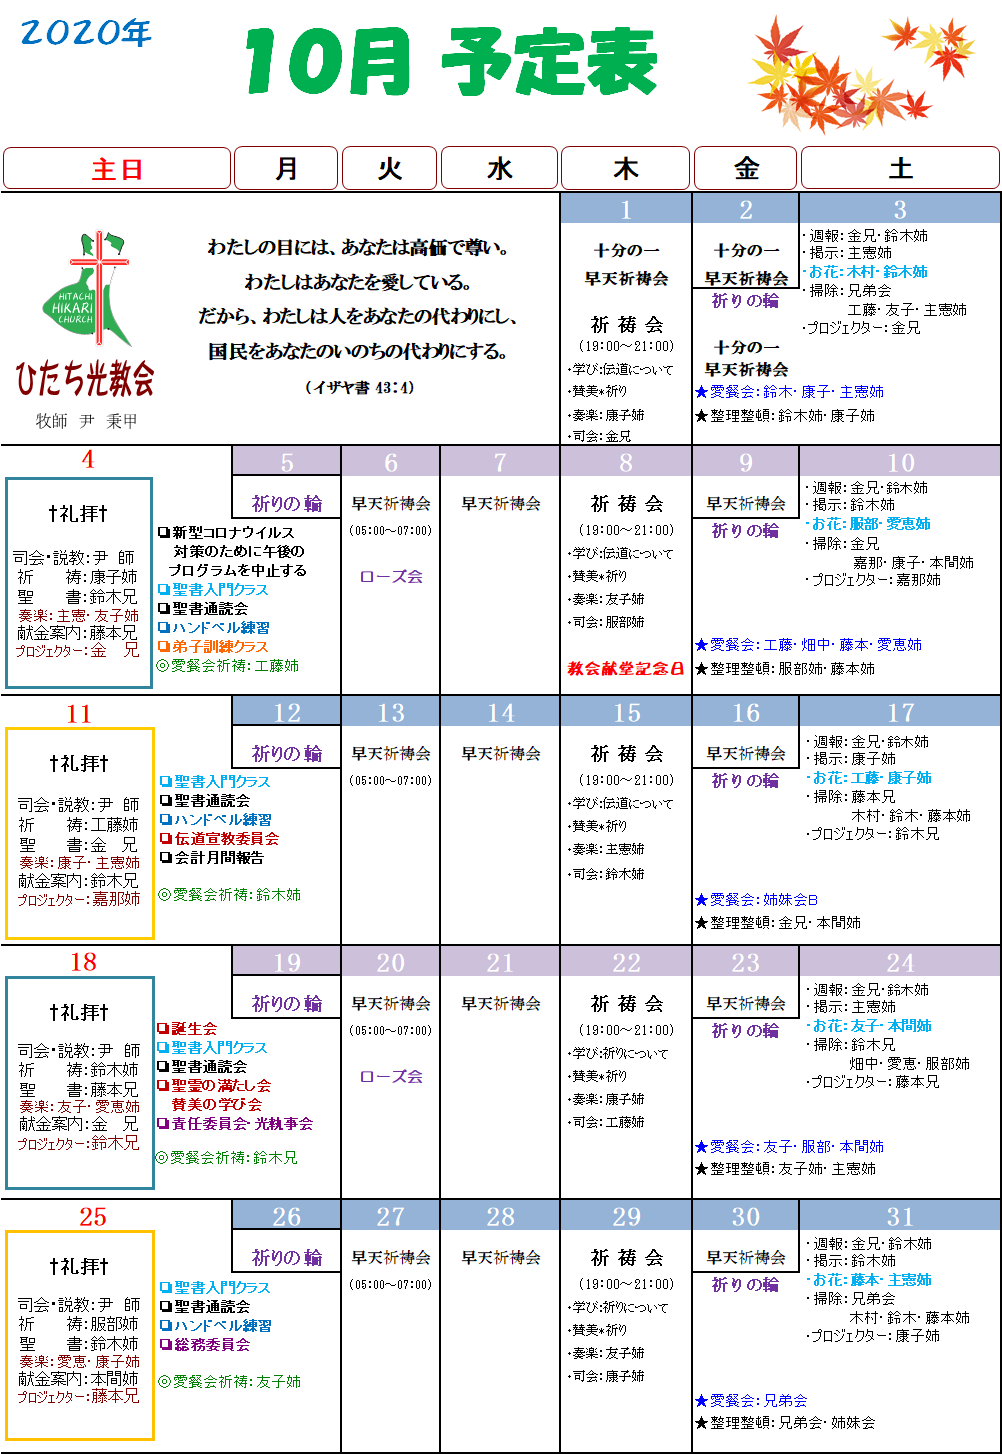 2020年
10月 予定表
主日 月 火 水 木 金 土
HITACHI
HIKARI
CHURCH
ひたち光教会
牧師 尹 秉甲
わたしの目には、あなたは高価で尊い。
わたしはあなたを愛している。
だから、わたしは人をあなたの代わりにし、
国民をあなたのいのちの代わりにする。
(イザヤ書 43:4)
1
十分の一
早天祈祷会
祈 祷 会
(19:00～21:00)
・学び:伝道について
・賛美*祈り
・奏楽:康子姉
・司会:金兄
2
十分の一
早天祈祷会
祈りの輪
十分の一
早天祈祷会
★愛餐会:鈴木・康子・主憲姉
★整理整頓:鈴木姉・康子姉
3
・週報:金兄・鈴木姉
・掲示:主憲姉
・お花:木村・鈴木姉
・掃除:兄弟会
工藤・友子・主憲姉
・プロジェクター:金兄
4
†礼拝†
司会・説教:尹 師
祈 祷:康子姉
聖 書:鈴木兄
奏楽:主憲・友子姉
献金案内:藤本兄
プロジェクター:金 兄
❏新型コロナウイルス
対策のために午後の
プログラムを中止する
❏聖書入門クラス
❏聖書通読会
❏ハンドベル練習
❏弟子訓練クラス
◎愛餐会祈祷:工藤姉
5
祈りの輪
6
早天祈祷会
(05:00～07:00)
ローズ会
7
早天祈祷会
8
祈 祷 会
(19:00～21:00)
・学び:伝道について
・賛美*祈り
・奏楽:友子姉
・司会:服部姉
教会献堂記念日
9
早天祈祷会
祈りの輪
★愛餐会:工藤・畑中・藤本・愛恵姉
★整理整頓:服部姉・藤本姉
10
・週報:金兄・鈴木姉
・掲示:鈴木姉
・お花:服部・愛恵姉
・掃除:金兄
嘉那・康子・本間姉
・プロジェクター:嘉那姉
11
†礼拝†
司会・説教:尹 師
祈 祷:工藤姉
聖 書:金 兄
奏楽:康子・主憲姉
献金案内:鈴木兄
プロジェクター:嘉那姉
❏聖書入門クラス
❏聖書通読会
❏ハンドベル練習
❏伝道宣教委員会
❏会計月間報告
◎愛餐会祈祷:鈴木姉
12
祈りの輪
13
早天祈祷会
(05:00～07:00)
14
早天祈祷会
15
祈 祷 会
(19:00～21:00)
・学び:伝道について
・賛美*祈り
・奏楽:主憲姉
・司会:鈴木姉
16
早天祈祷会
祈りの輪
★愛餐会:姉妹会B
★整理整頓:金兄・本間姉
17
・週報:金兄・鈴木姉
・掲示:康子姉
・お花:工藤・康子姉
・掃除:藤本兄
木村・鈴木・藤本姉
・プロジェクター:鈴木兄
18
†礼拝†
司会・説教:尹 師
祈 祷:鈴木姉
聖 書:藤本兄
奏楽:友子・愛恵姉
献金案内:金 兄
プロジェクター:鈴木兄
❏誕生会
❏聖書入門クラス
❏聖書通読会
❏聖霊の満たし会
賛美の学び会
❏責任委員会・光執事会
◎愛餐会祈祷:鈴木兄
19
祈りの輪
20
早天祈祷会
(05:00～07:00)
ローズ会
21
早天祈祷会
22
祈 祷 会
(19:00～21:00)
・学び:祈りについて
・賛美*祈り
・奏楽:康子姉
・司会:工藤姉
23
早天祈祷会
祈りの輪
★愛餐会:友子・服部・本間姉
★整理整頓:友子姉・主憲姉
24
・週報:金兄・鈴木姉
・掲示:主憲姉
・お花:友子・本間姉
・掃除:鈴木兄
畑中・愛恵・服部姉
・プロジェクター:藤本兄
25
†礼拝†
司会・説教:尹 師
祈 祷:服部姉
聖 書:鈴木姉
奏楽:愛恵・康子姉
献金案内:本間姉
プロジェクター:藤本兄
❏聖書入門クラス
❏聖書通読会
❏ハンドベル練習
❏総務委員会
◎愛餐会祈祷:友子姉
26
祈りの輪
27
早天祈祷会
(05:00～07:00)
28
早天祈祷会
29
祈 祷 会
(19:00～21:00)
・学び:祈りについて
・賛美*祈り
・奏楽:友子姉
・司会:康子姉
30
早天祈祷会
祈りの輪
★愛餐会:兄弟会
★整理整頓:兄弟会・姉妹会
31
・週報:金兄・鈴木姉
・掲示:鈴木姉
・お花:藤本・主憲姉
・掃除:兄弟会
木村・鈴木・藤本姉
・プロジェクター:康子姉